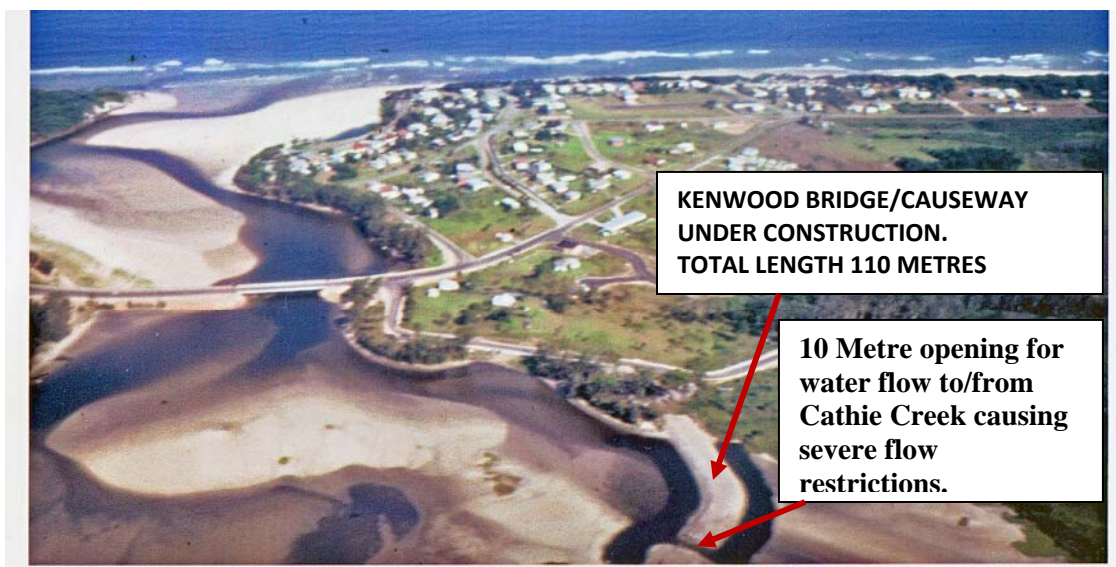 KENWOOD BRIDGE/CAUSEWAY
UNDER CONSTRUCTION.
TOTAL LENGTH 110 METRES
10 Metre opening for
water flow to/from
Cathie Creek causing
severe flow
restrictions.